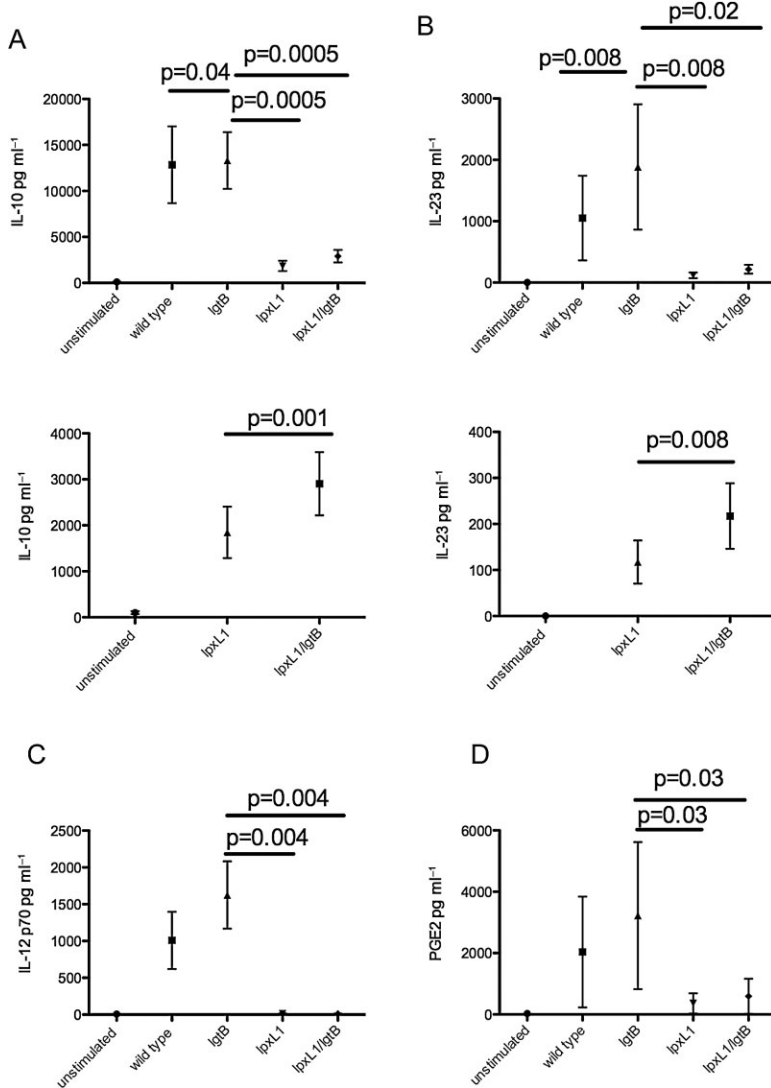 A
p=0.0005
p=0.04
p=0.0005
20000
15000
10000
5000
0
IL-10 pg ml⁻¹
unstimulated
wild type
lgtB
lpxL1
lpxL1/lgtB
B
p=0.02
p=0.008
p=0.008
3000
2000
1000
0
IL-23 pg ml⁻¹
unstimulated
wild type
lgtB
lpxL1
lpxL1/lgtB
p=0.001
4000
3000
2000
1000
0
IL-10 pg ml⁻¹
unstimulated
lpxL1
lpxL1/lgtB
p=0.008
400
300
200
100
0
IL-23 pg ml⁻¹
unstimulated
lpxL1
lpxL1/lgtB
C
p=0.004
p=0.004
2500
2000
1500
1000
500
0
IL-12 p70 pg ml⁻¹
unstimulated
wild type
lgtB
lpxL1
lpxL1/lgtB
D
p=0.03
p=0.03
6000
4000
2000
0
PGE2 pg ml⁻¹
unstimulated
wild type
lgtB
lpxL1
lpxL1/lgtB